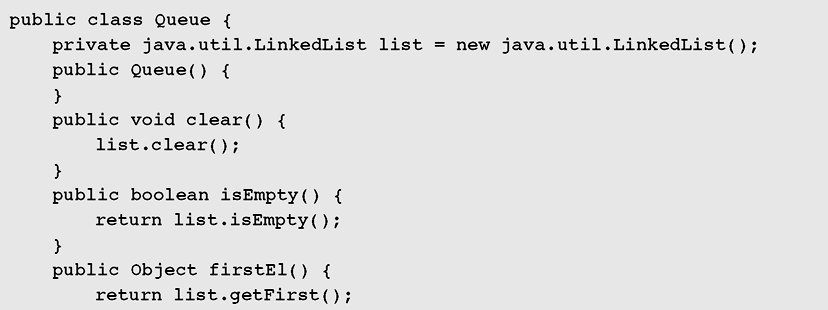 public class Queue {
    private java.util.LinkedList list = new java.util.LinkedList();
    public Queue() {
    }
    public void clear() {
        list.clear();
    }
    public boolean isEmpty() {
        return list.isEmpty();
    }
    public Object firstEl() {
        return list.getFirst();